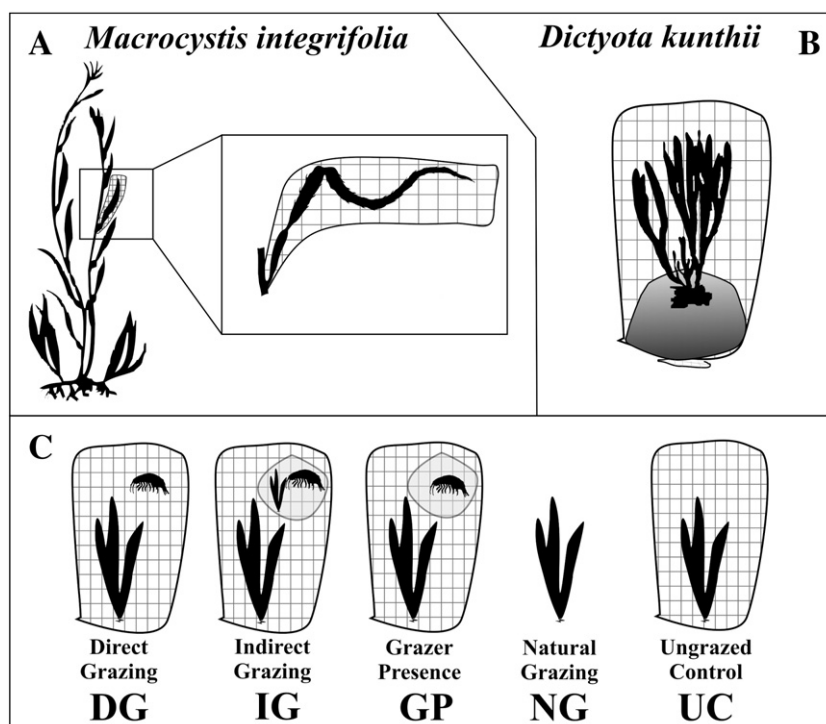 A
Macrocystis integrifolia
Dictyota kunthii
B
C
Direct
Grazing
DG
Indirect
Grazing
IG
Grazer
Presence
GP
Natural
Grazing
NG
Ungrazed
Control
UC